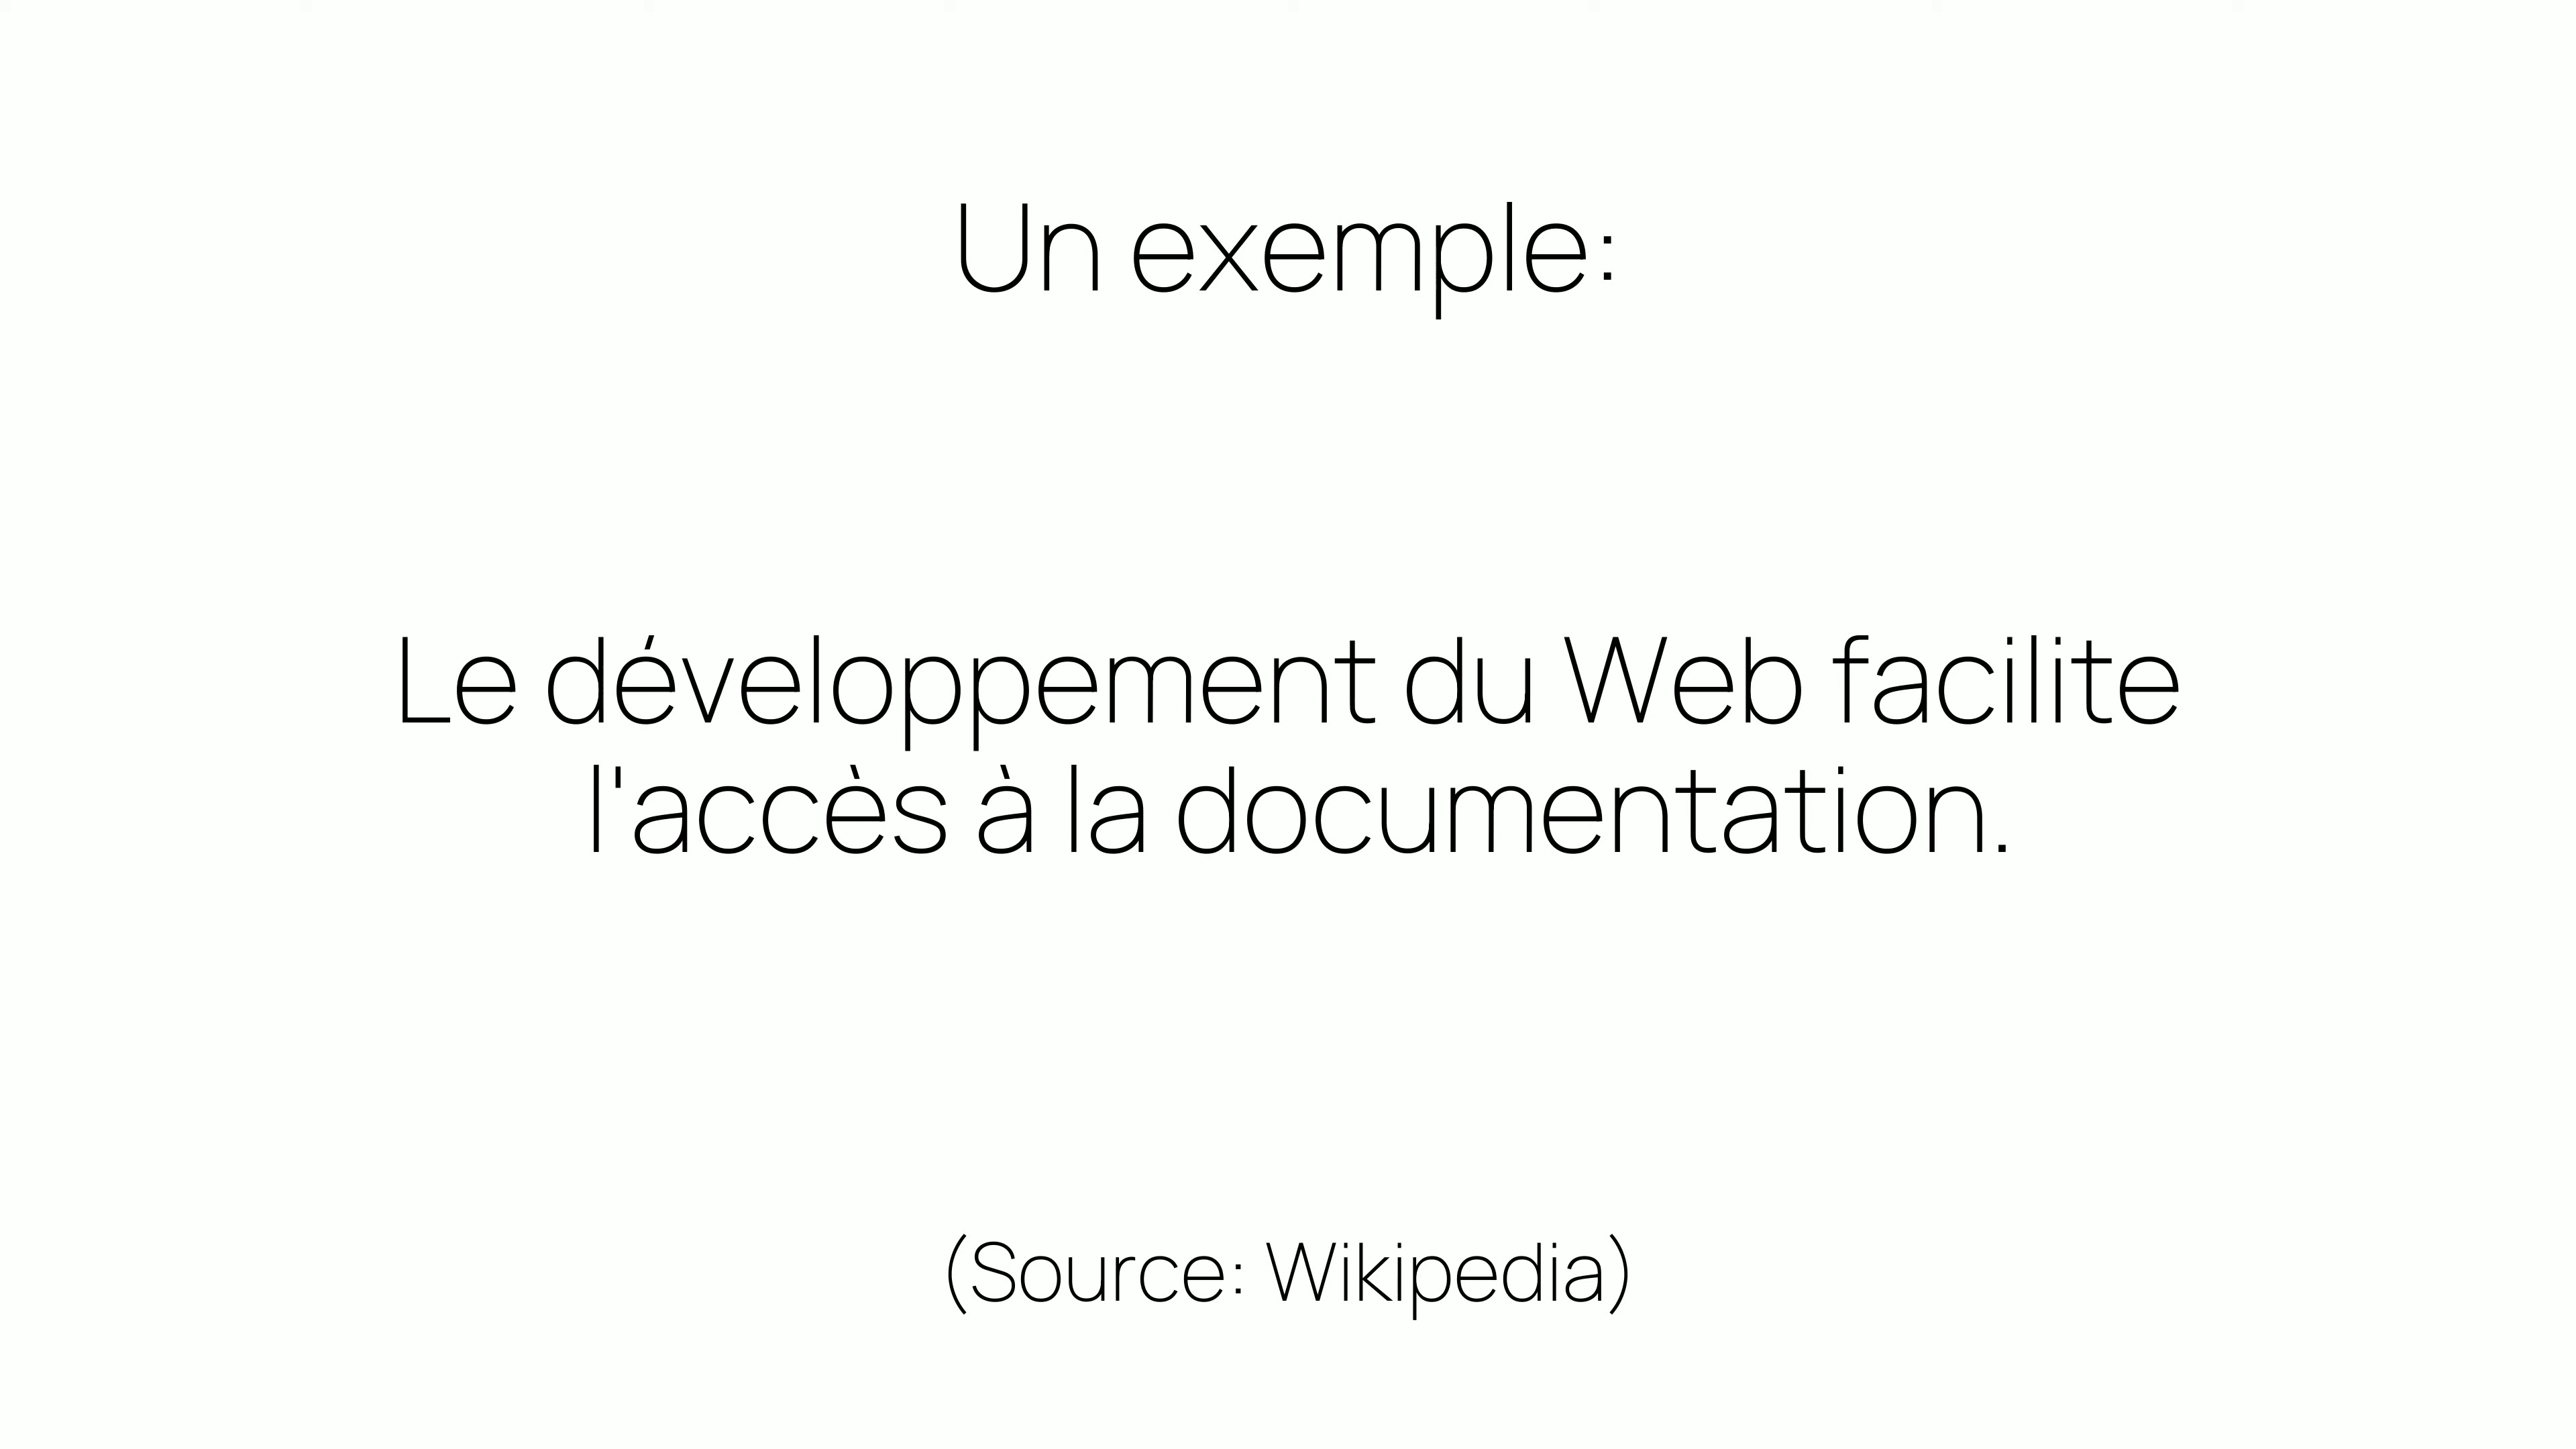 Un exemple:
Le développement du Web facilite
l'accès à la documentation.
(Source: Wikipedia)